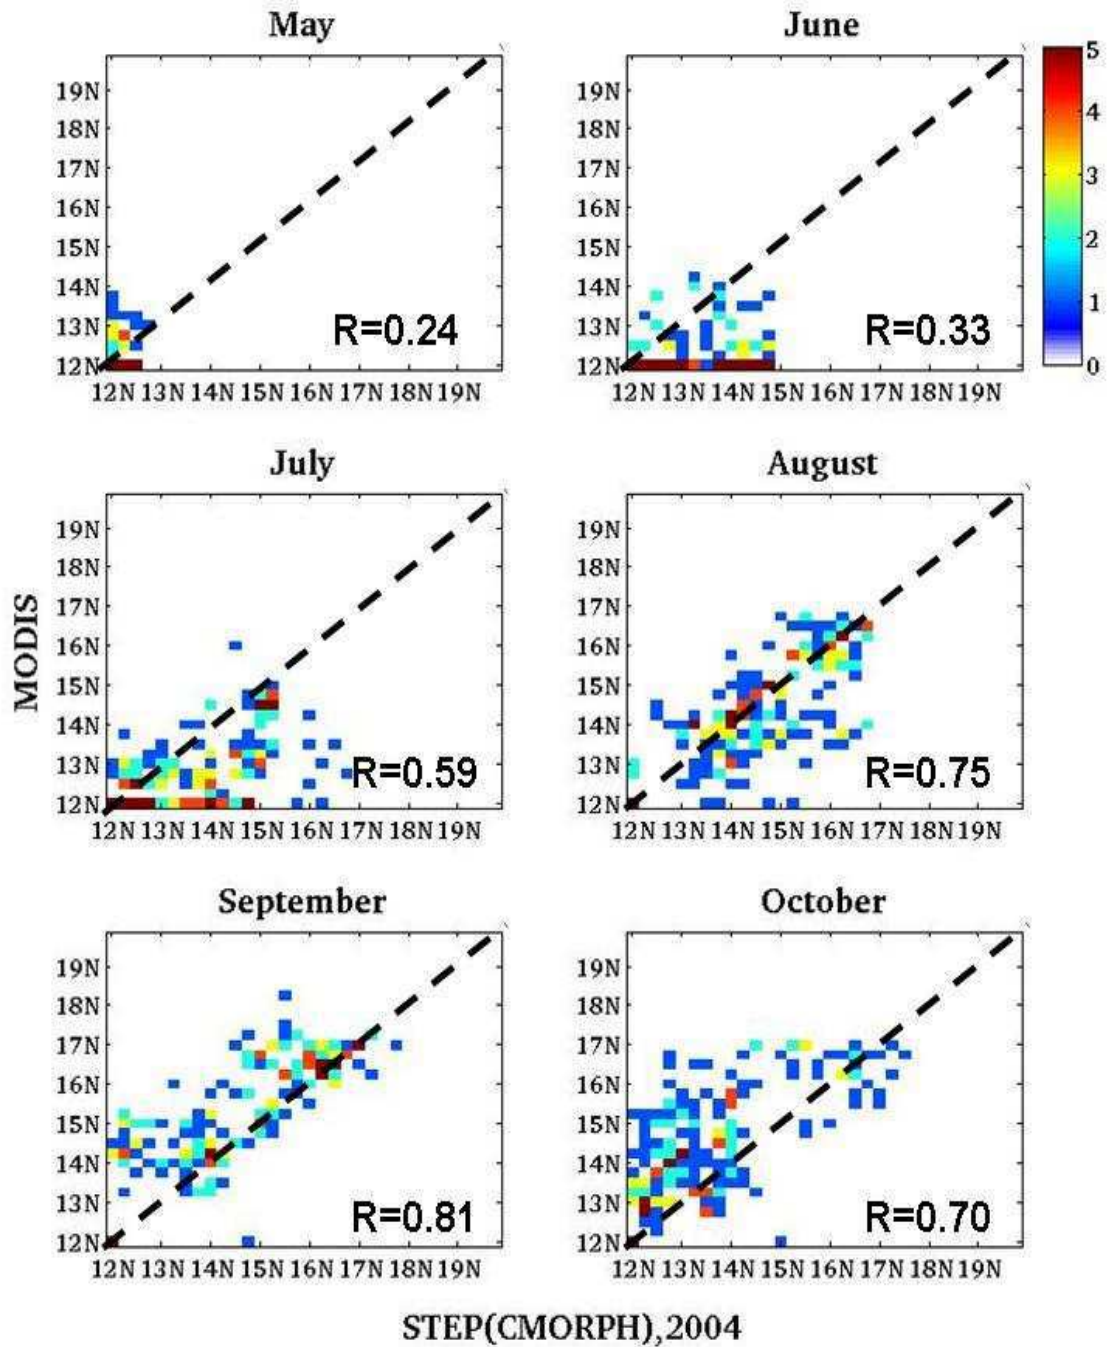 May
June
19N
18N
17N
16N
15N
14N
13N
12N
R=0.24
12N 13N 14N 15N 16N 17N 18N 19N
19N
18N
17N
16N
15N
14N
13N
12N
R=0.33
12N 13N 14N 15N 16N 17N 18N 19N
5
4
3
2
1
0
July
August
MODIS
19N
18N
17N
16N
15N
14N
13N
12N
R=0.59
12N 13N 14N 15N 16N 17N 18N 19N
19N
18N
17N
16N
15N
14N
13N
12N
R=0.75
12N 13N 14N 15N 16N 17N 18N 19N
September
October
19N
18N
17N
16N
15N
14N
13N
12N
R=0.81
12N 13N 14N 15N 16N 17N 18N 19N
19N
18N
17N
16N
15N
14N
13N
12N
R=0.70
12N 13N 14N 15N 16N 17N 18N 19N
STEP(CMORPH),2004